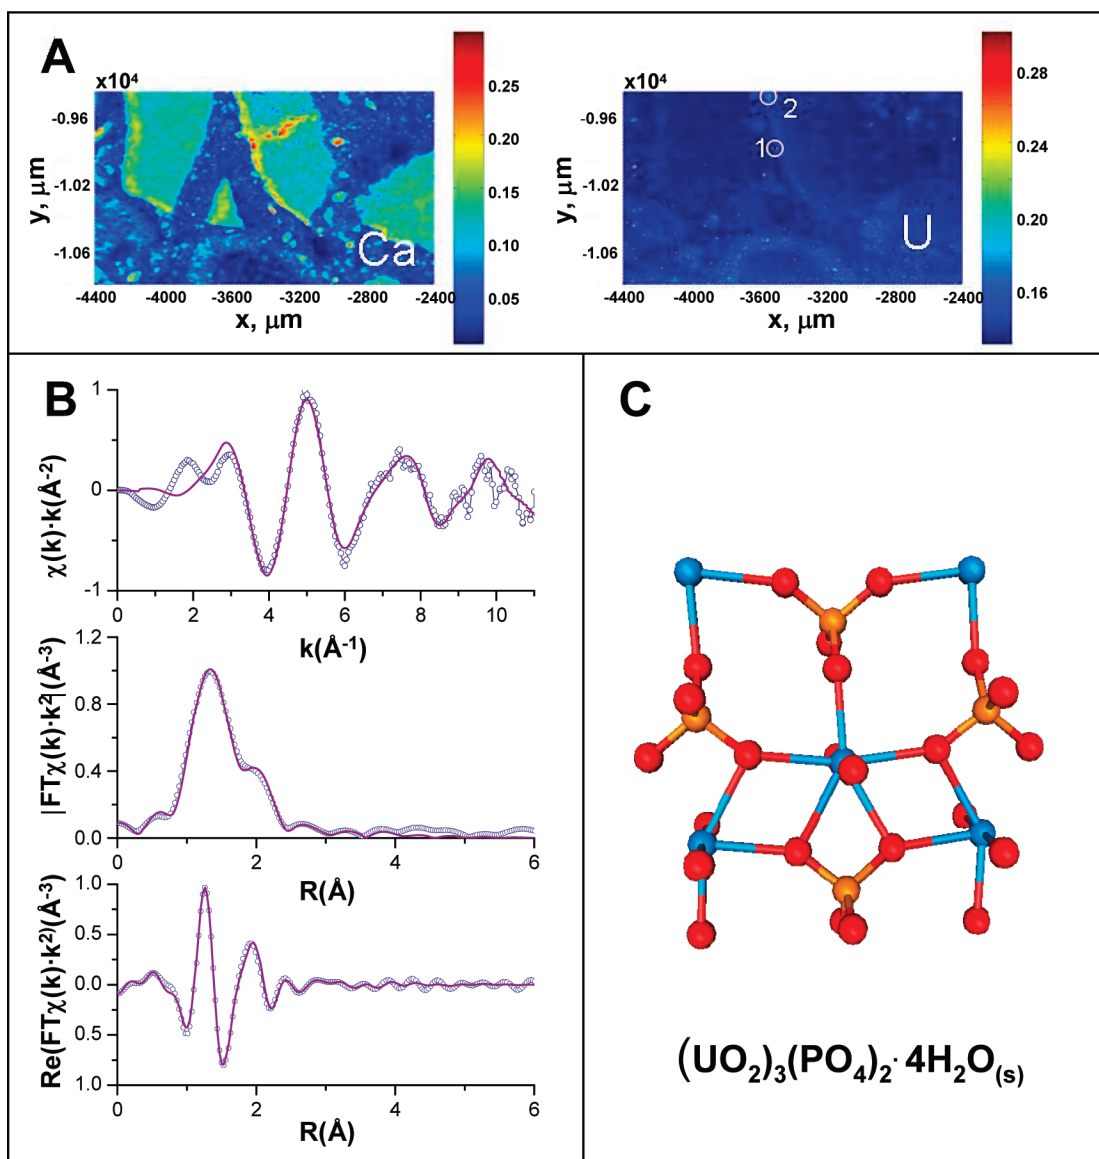 A
x10⁴
-0.96
-1.02
-1.06
y, μm
-4400 -4000 -3600 -3200 -2800 -2400
x, μm
Ca
0.25
0.20
0.15
0.10
0.05
x10⁴
-0.96
-1.02
-1.06
y, μm
-4400 -4000 -3600 -3200 -2800 -2400
x, μm
2
1
U
0.28
0.24
0.20
0.16
B
1
0
-1
χ(k)·k(Å⁻²)
0 2 4 6 8 10
k(Å⁻¹)
1.2
0.8
0.4
0.0
|FTχ(k)·k²|(Å⁻³)
0 2 4 6
R(Å)
1.0
0.5
0.0
0.5
1.0
Re(FTχ(k)·k²)(Å⁻³)
0 2 4 6
R(Å)
C
(UO₂)₃(PO₄)₂· 4H₂O₍s₎